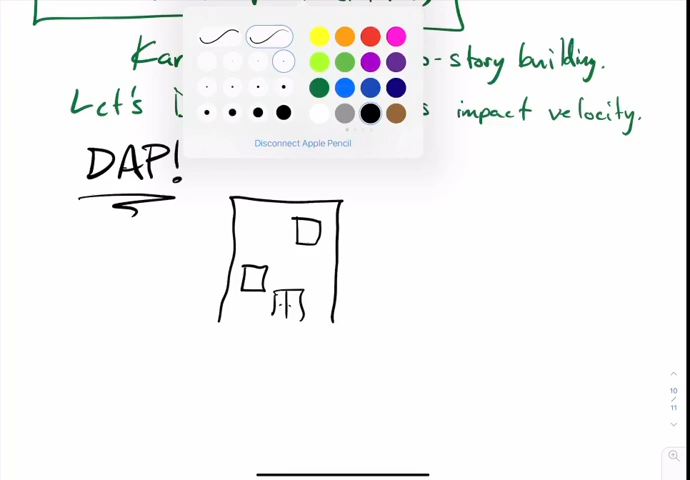 Kar -story building.
Let's s impact velocity.
DAP!
Disconnect Apple Pencil
10
/
11